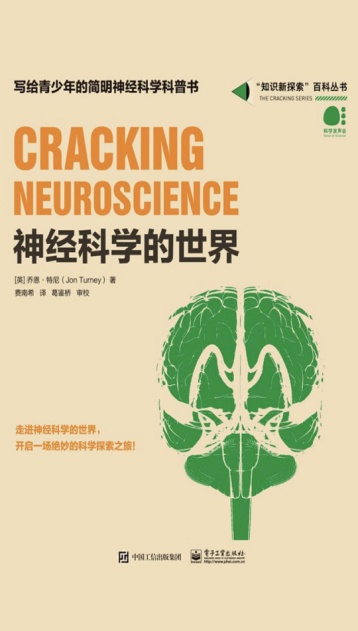 写给青少年的简明神经科学科普书
“知识新探索”百科丛书
THE CRACKING SERIES
科学发声会
CRACKING
NEUROSCIENCE
神经科学的世界
[英] 乔恩·特尼（Jon Turney）著
费南希 译 葛鉴桥 审校
走进神经科学的世界，
开启一场绝妙的科学探索之旅！
中国工信出版集团
电子工业出版社
http://www.phei.com.cn